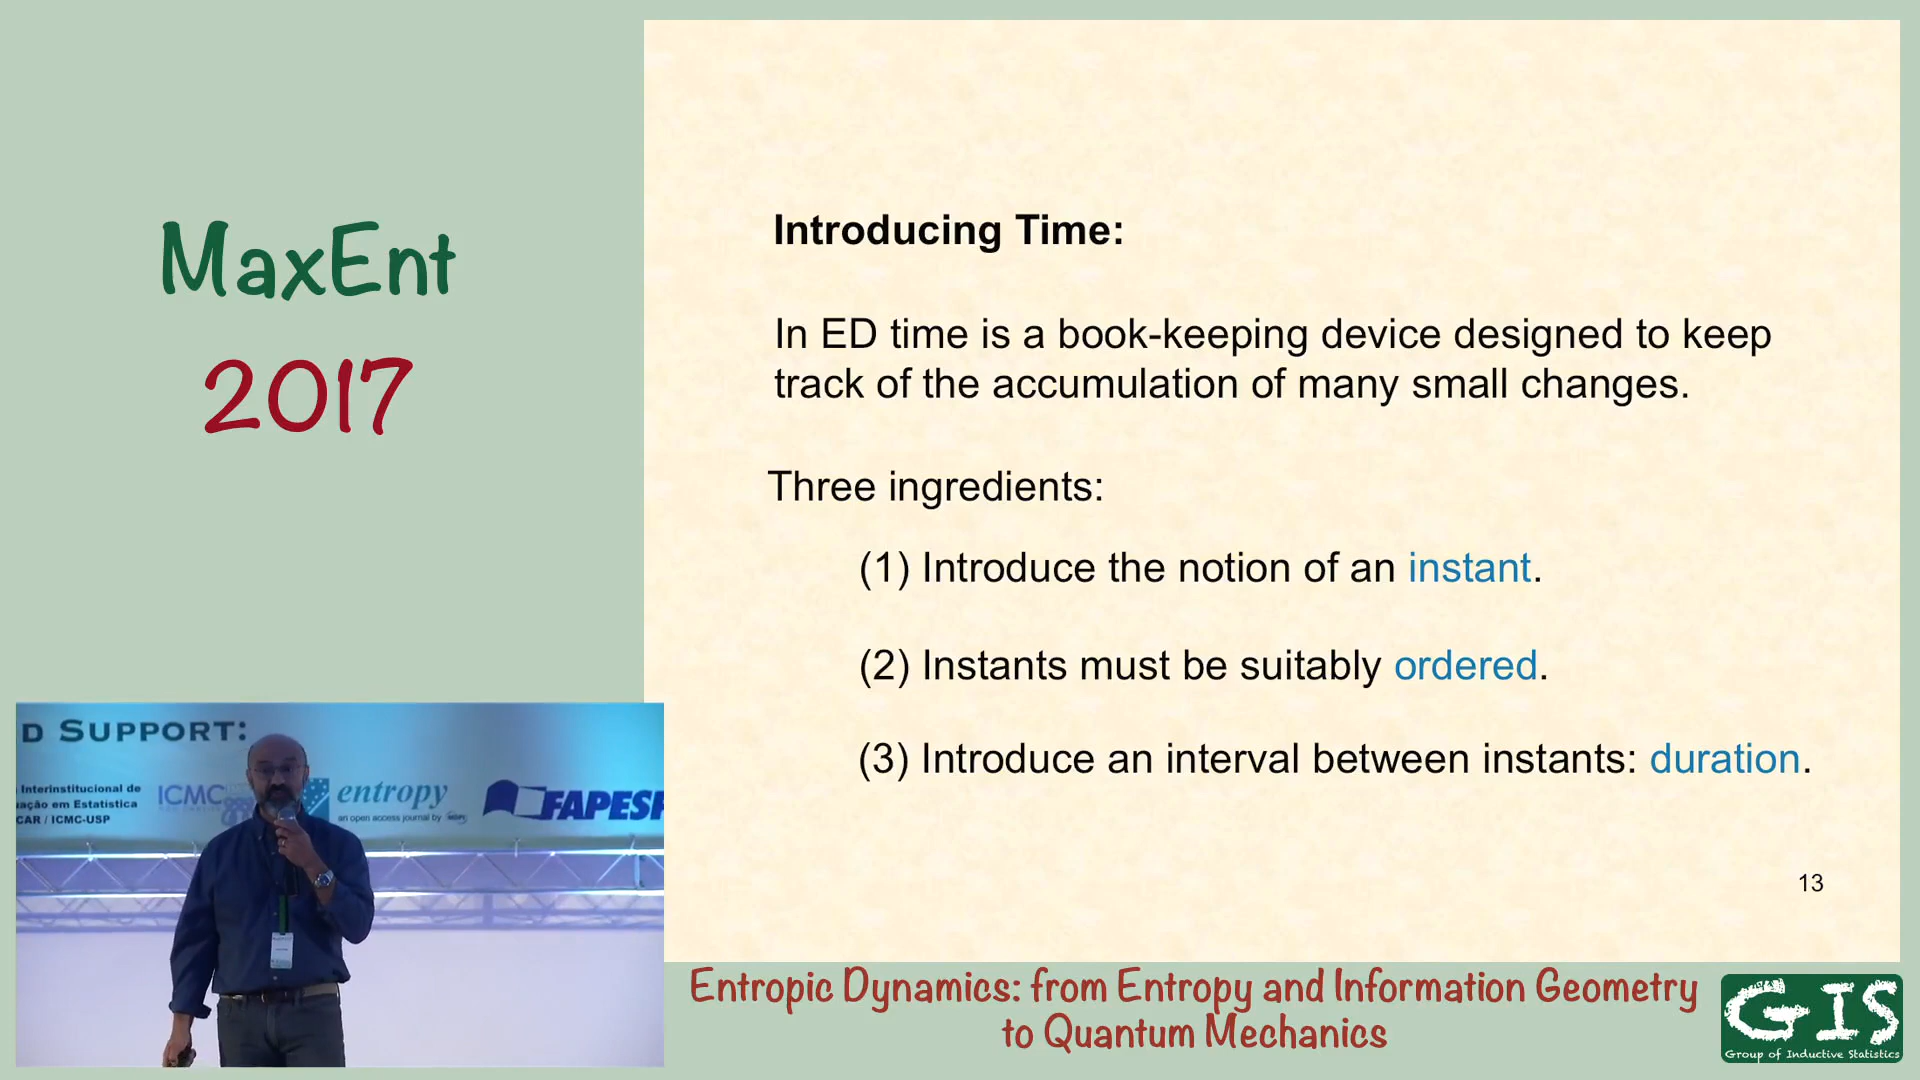 MaxEnt
2017
Introducing Time:
In ED time is a book-keeping device designed to keep
track of the accumulation of many small changes.
Three ingredients:
(1) Introduce the notion of an instant.
(2) Instants must be suitably ordered.
(3) Introduce an interval between instants: duration.
13
D SUPPORT:
Interinstitucional de
ação em Estatística
CAR / ICMC-USP
ICMC
entropy
an open access journal by
FAPESP
Entropic Dynamics: from Entropy and Information Geometry
to Quantum Mechanics
GIS
Group of Inductive Statistics